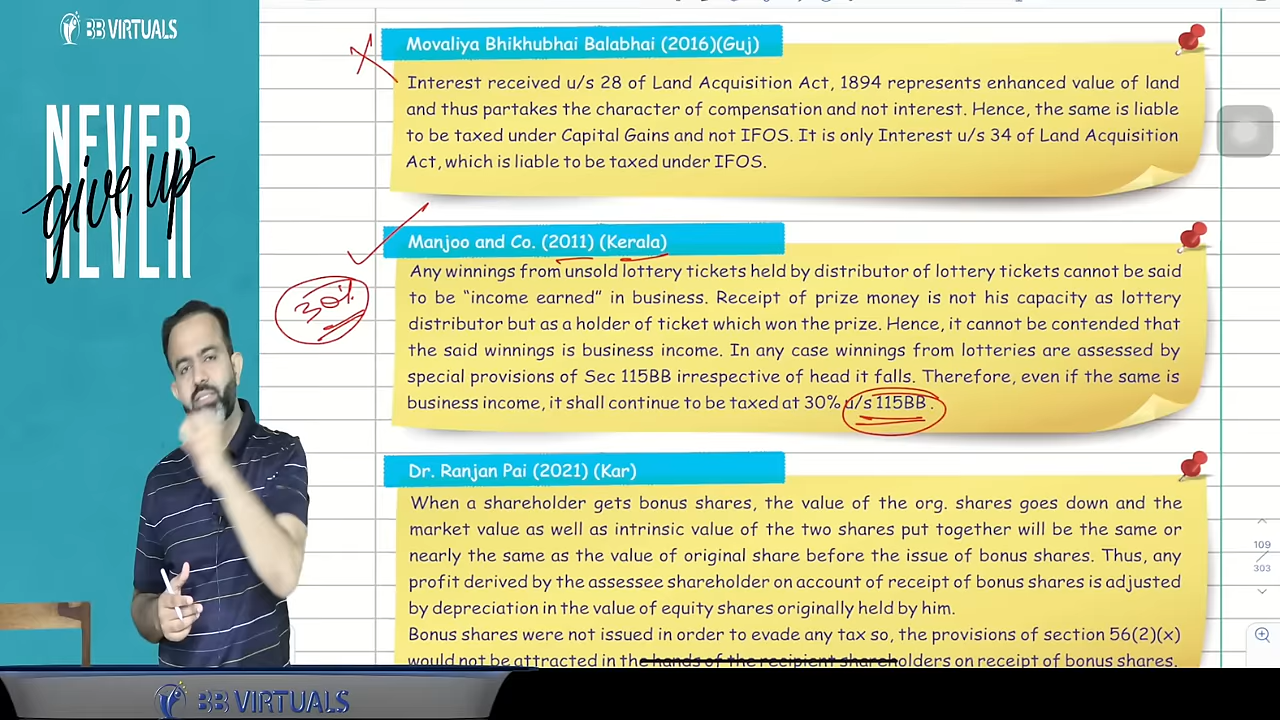 BB VIRTUALS
NEVER
give up
NEVER
Movaliya Bhikhubhai Balabhai (2016)(Guj)
Interest received u/s 28 of Land Acquisition Act, 1894 represents enhanced value of land
and thus partakes the character of compensation and not interest. Hence, the same is liable
to be taxed under Capital Gains and not IFOS. It is only Interest u/s 34 of Land Acquisition
Act, which is liable to be taxed under IFOS.
Manjoo and Co. (2011) (Kerala)
30%
Any winnings from unsold lottery tickets held by distributor of lottery tickets cannot be said
to be “income earned” in business. Receipt of prize money is not his capacity as lottery
distributor but as a holder of ticket which won the prize. Hence, it cannot be contended that
the said winnings is business income. In any case winnings from lotteries are assessed by
special provisions of Sec 115BB irrespective of head it falls. Therefore, even if the same is
business income, it shall continue to be taxed at 30% u/s 115BB .
Dr. Ranjan Pai (2021) (Kar)
When a shareholder gets bonus shares, the value of the org. shares goes down and the
market value as well as intrinsic value of the two shares put together will be the same or
nearly the same as the value of original share before the issue of bonus shares. Thus, any
profit derived by the assessee shareholder on account of receipt of bonus shares is adjusted
by depreciation in the value of equity shares originally held by him.
Bonus shares were not issued in order to evade any tax so, the provisions of section 56(2)(x)
would not be attracted in the hands of the recipient shareholders on receipt of bonus shares.
109
303
BB VIRTUALS